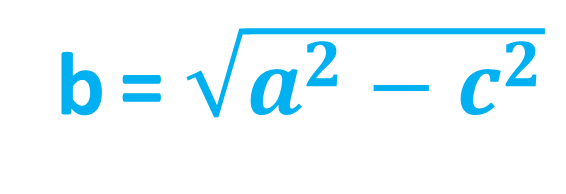 b = √a² − c²